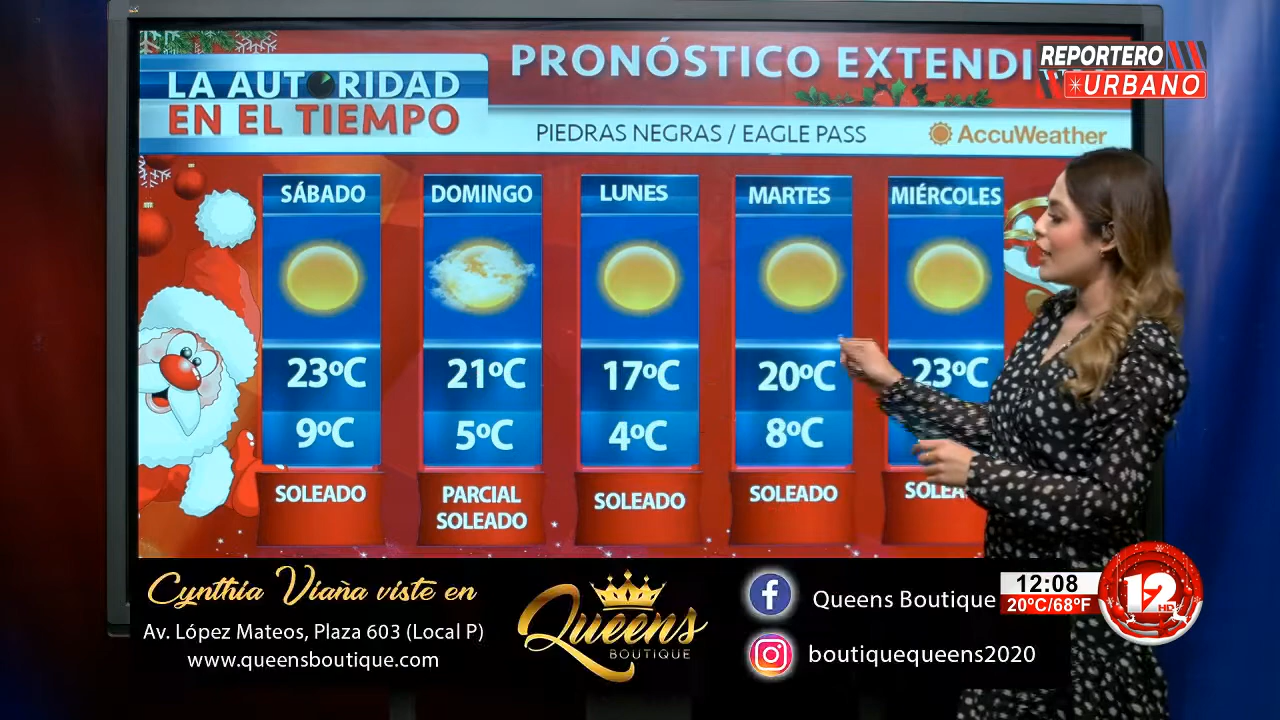 LA AUTORIDAD
EN EL TIEMPO
PRONÓSTICO EXTENDI
REPORTERO
URBANO
PIEDRAS NEGRAS / EAGLE PASS
AccuWeather
SÁBADO
DOMINGO
LUNES
MARTES
MIÉRCOLES
23ºC
21ºC
17ºC
20ºC
23ºC
9ºC
5ºC
4ºC
8ºC
SOLEADO
PARCIAL
SOLEADO
SOLEADO
SOLEADO
SOLEA
Cynthia Viaña viste en
Av. López Mateos, Plaza 603 (Local P)
www.queensboutique.com
Queens
BOUTIQUE
Queens Boutique
boutiquequeens2020
12:08
20ºC/68ºF
12
HD